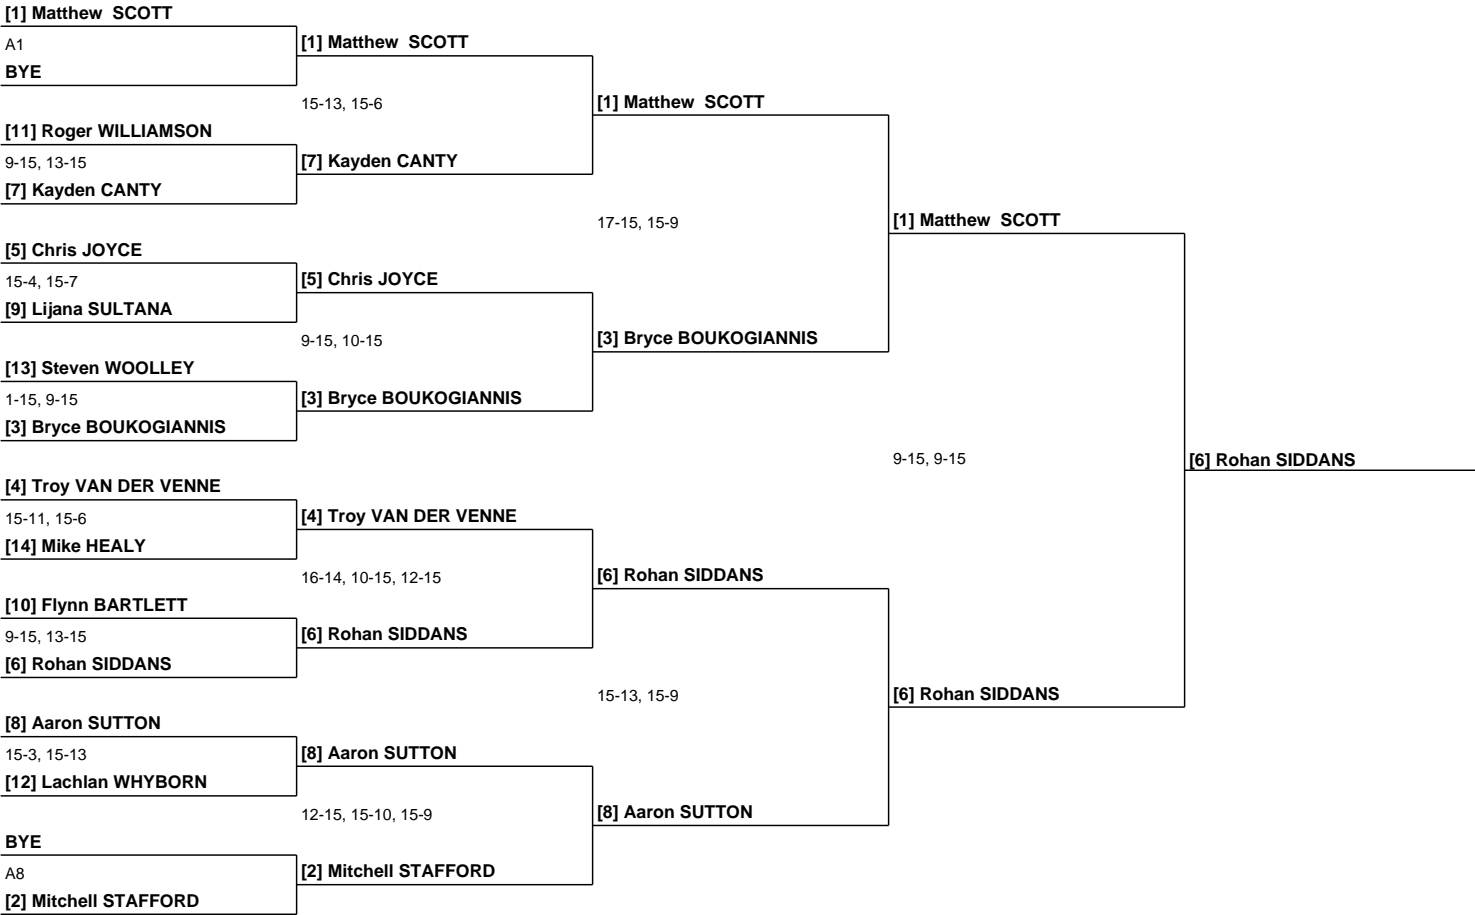 [1] Matthew  SCOTT
A1
BYE
[11] Roger WILLIAMSON
9-15, 13-15
[7] Kayden CANTY
[5] Chris JOYCE
15-4, 15-7
[9] Lijana SULTANA
[13] Steven WOOLLEY
1-15, 9-15
[3] Bryce BOUKOGIANNIS
[4] Troy VAN DER VENNE
15-11, 15-6
[14] Mike HEALY
[10] Flynn BARTLETT
9-15, 13-15
[6] Rohan SIDDANS
[8] Aaron SUTTON
15-3, 15-13
[12] Lachlan WHYBORN
BYE
A8
[2] Mitchell STAFFORD
[1] Matthew  SCOTT
15-13, 15-6
[7] Kayden CANTY
[5] Chris JOYCE
9-15, 10-15
[3] Bryce BOUKOGIANNIS
[4] Troy VAN DER VENNE
16-14, 10-15, 12-15
[6] Rohan SIDDANS
[8] Aaron SUTTON
12-15, 15-10, 15-9
[2] Mitchell STAFFORD
[1] Matthew  SCOTT
17-15, 15-9
[3] Bryce BOUKOGIANNIS
[6] Rohan SIDDANS
15-13, 15-9
[8] Aaron SUTTON
[1] Matthew  SCOTT
9-15, 9-15
[6] Rohan SIDDANS
[6] Rohan SIDDANS